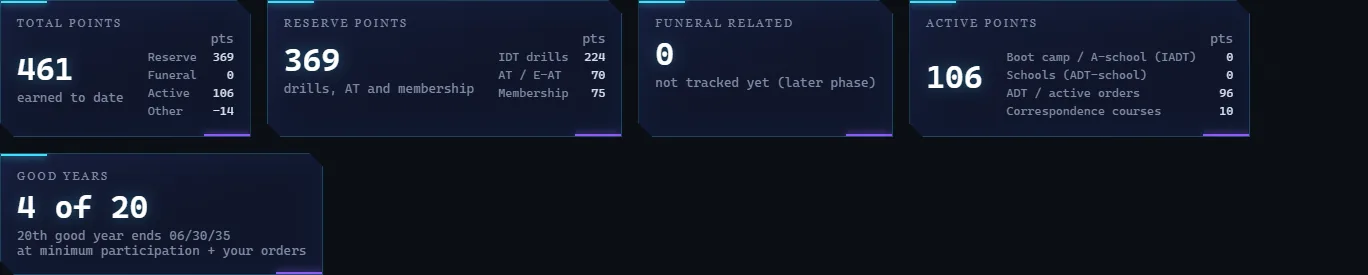 TOTAL POINTS
461
earned to date
pts
Reserve 369
Funeral 0
Active 106
Other −14
RESERVE POINTS
369
drills, AT and membership
pts
IDT drills 224
AT / E-AT 70
Membership 75
FUNERAL RELATED
0
not tracked yet (later phase)
ACTIVE POINTS
106
pts
Boot camp / A-school (IADT) 0
Schools (ADT-school) 0
ADT / active orders 96
Correspondence courses 10
GOOD YEARS
4 of 20
20th good year ends 06/30/35
at minimum participation + your orders